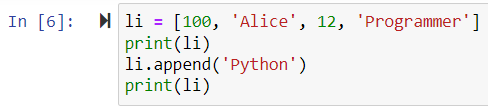 In [6]: li = [100, 'Alice', 12, 'Programmer']
print(li)
li.append('Python')
print(li)